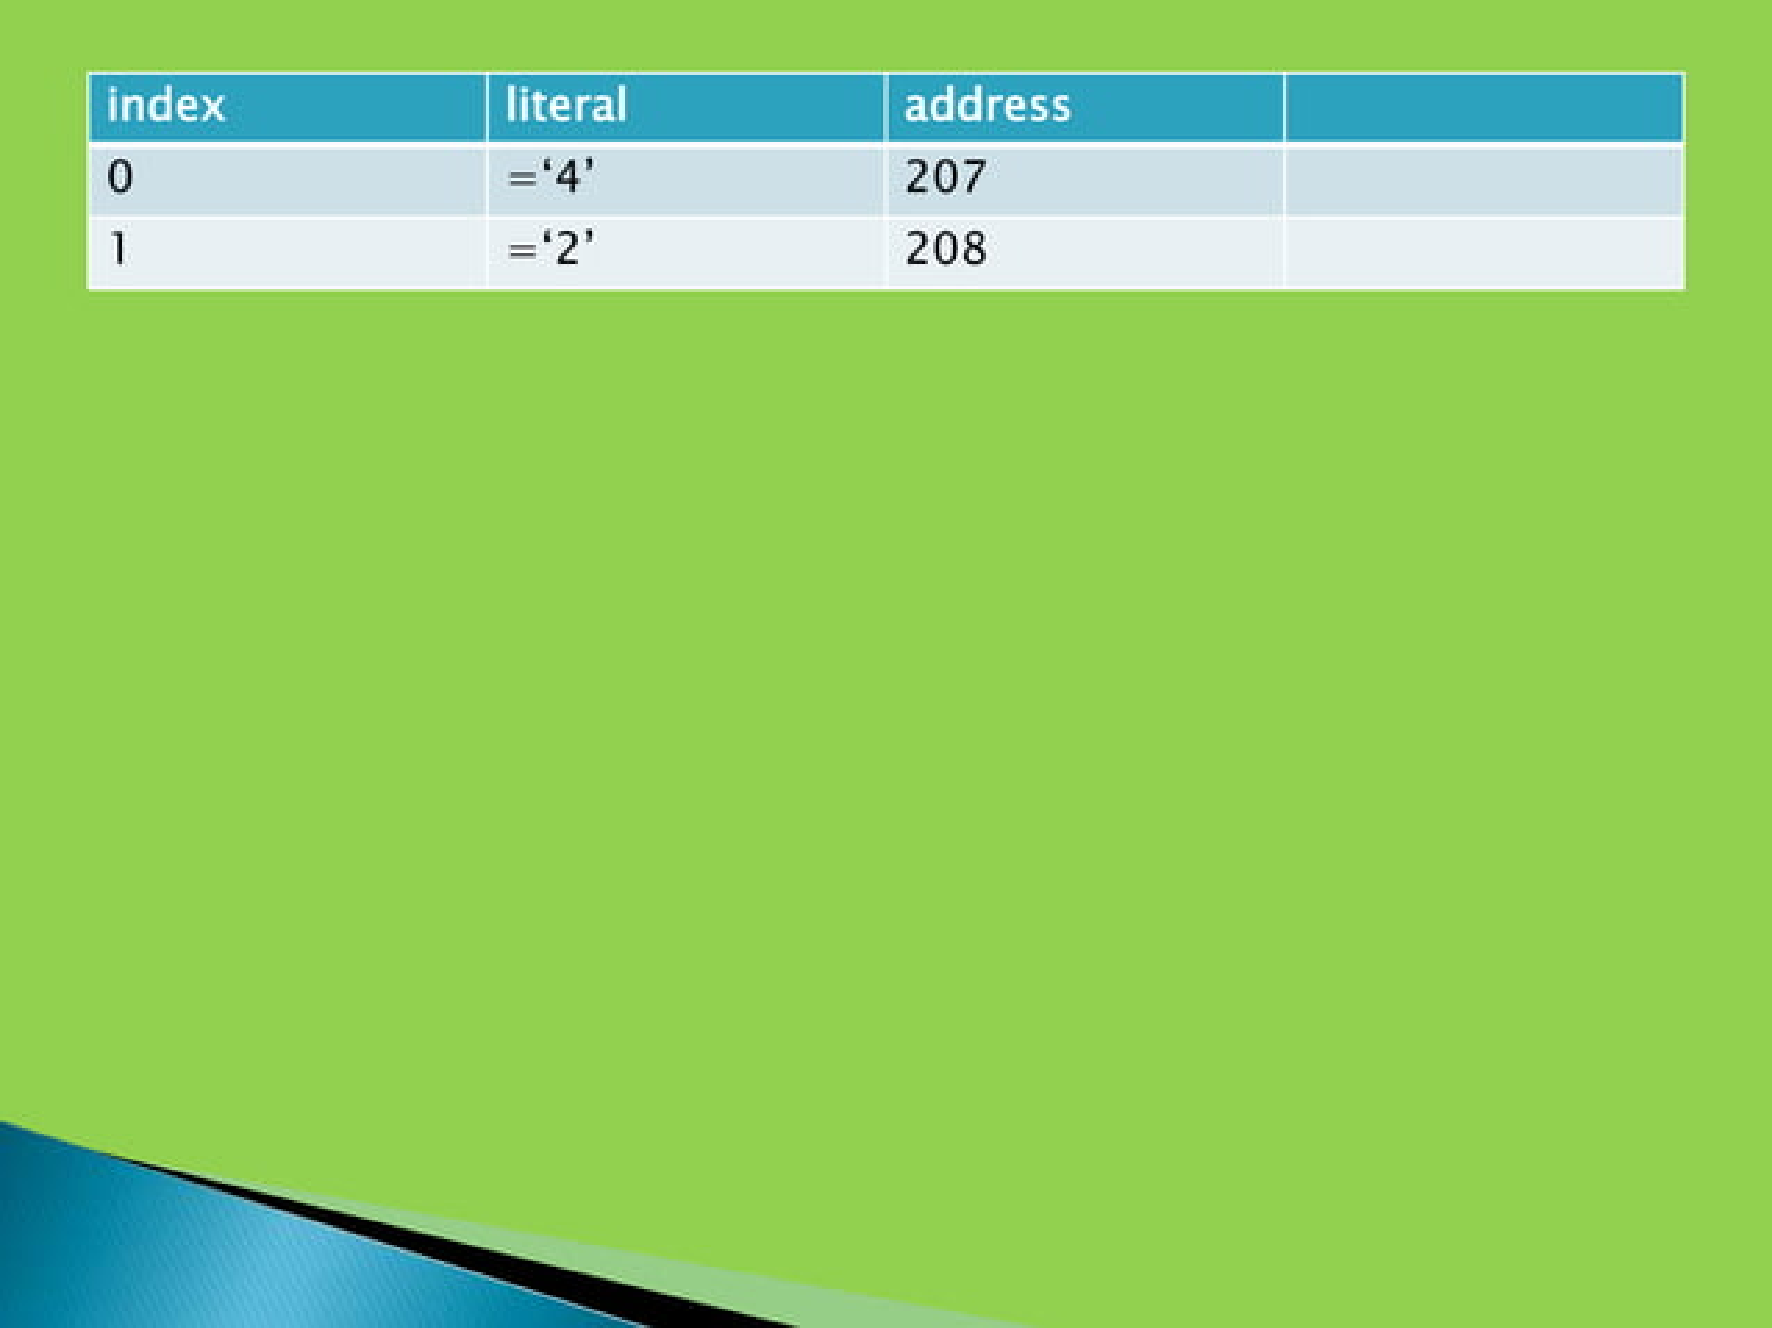 index literal address
0 =‘4’ 207
1 =‘2’ 208